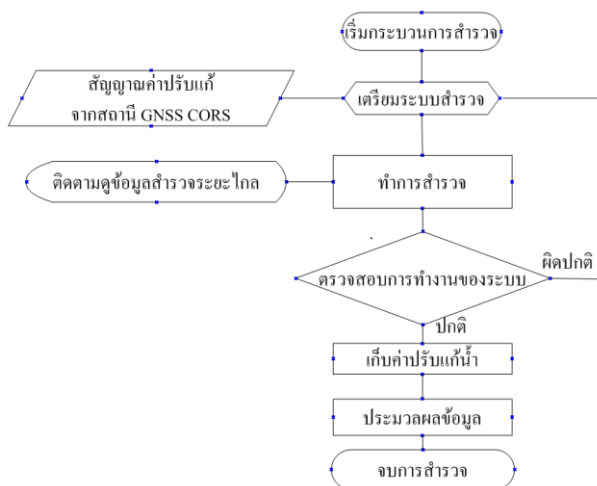 เริ่มกระบวนการสำรวจ
สัญญาณค่าปรับแก้
จากสถานี GNSS CORS
เตรียมระบบสำรวจ
ติดตามดูข้อมูลสำรวจระยะไกล
ทำการสำรวจ
ตรวจสอบการทำงานของระบบ
ผิดปกติ
ปกติ
เก็บค่าปรับแก้น้ำ
ประมวลผลข้อมูล
จบการสำรวจ